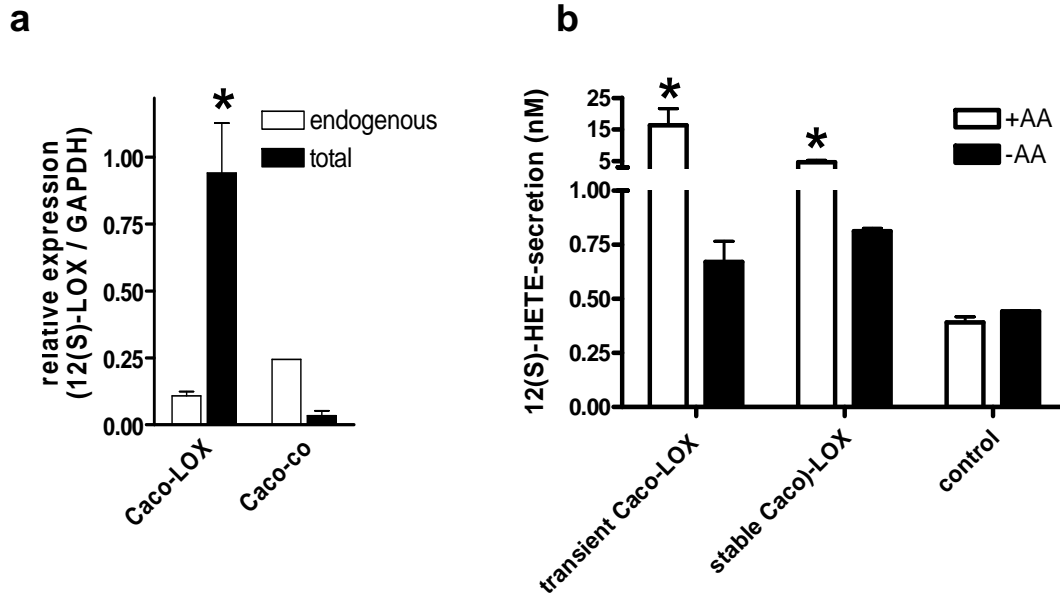 a
relative expression
(12(S)-LOX / GAPDH)
1.00
0.75
0.50
0.25
0.00
*
endogenous
total
Caco-LOX
Caco-co
b
12(S)-HETE-secretion (nM)
25
15
5
1.00
0.75
0.50
0.25
0.00
*
*
+AA
-AA
transient Caco-LOX
stable Caco)-LOX
control